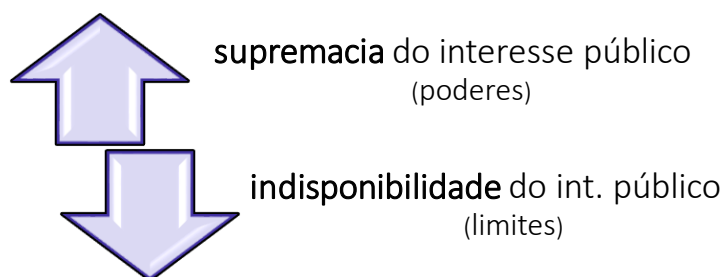 supremacia do interesse público
(poderes)
indisponibilidade do int. público
(limites)